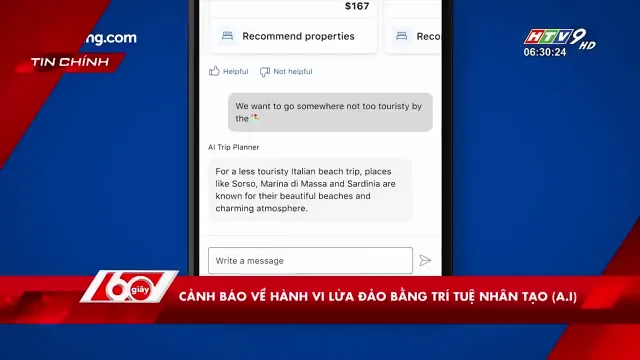 ng.com
HTV9 HD
06:30:24
TIN CHÍNH
$167
Recommend properties
Reco
Helpful
Not helpful
We want to go somewhere not too touristy by
the
AI Trip Planner
For a less touristy Italian beach trip, places
like Sorso, Marina di Massa and Sardinia are
known for their beautiful beaches and
charming atmosphere.
Write a message
60 giây
CẢNH BÁO VỀ HÀNH VI LỪA ĐẢO BẰNG TRÍ TUỆ NHÂN TẠO (A.I)